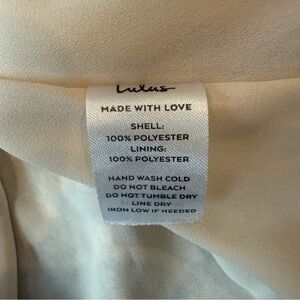 Lulus
MADE WITH LOVE
SHELL:
100% POLYESTER
LINING:
100% POLYESTER
HAND WASH COLD
DO NOT BLEACH
DO NOT TUMBLE DRY
LINE DRY
IRON LOW IF NEEDED